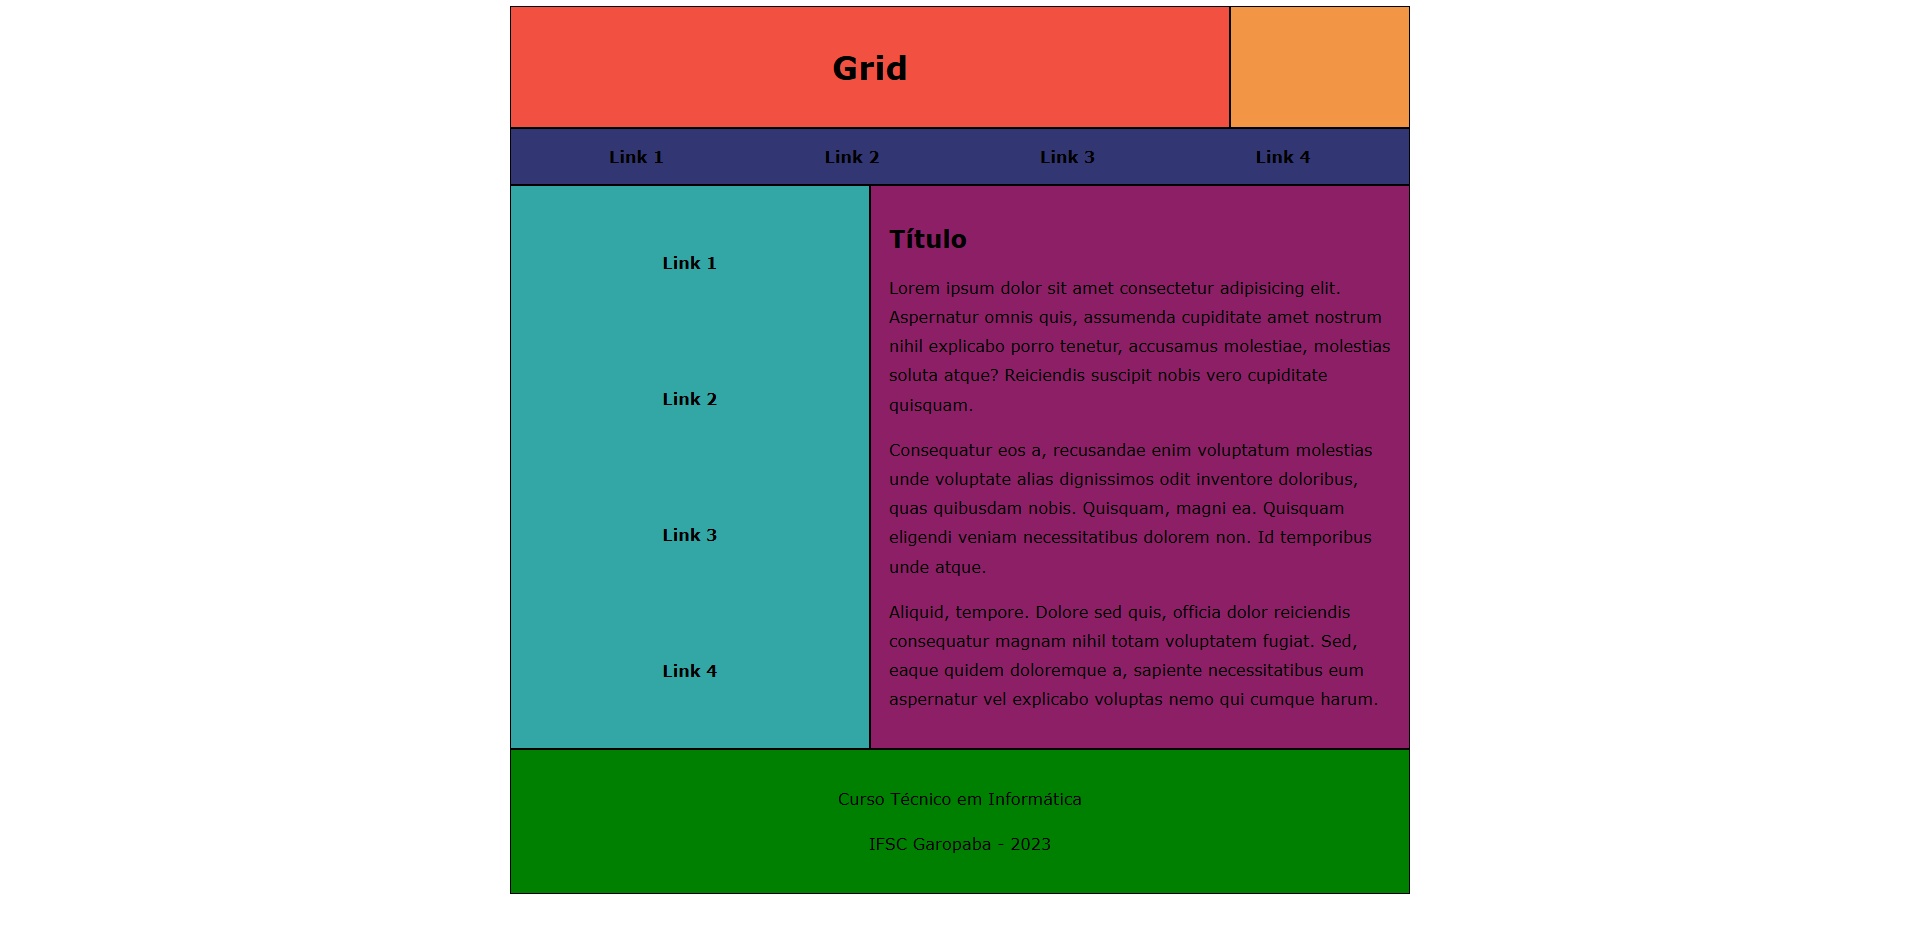 Grid
Link 1 Link 2 Link 3 Link 4
Link 1
Link 2
Link 3
Link 4
Título
Lorem ipsum dolor sit amet consectetur adipisicing elit.
Aspernatur omnis quis, assumenda cupiditate amet nostrum
nihil explicabo porro tenetur, accusamus molestiae, molestias
soluta atque? Reiciendis suscipit nobis vero cupiditate
quisquam.
Consequatur eos a, recusandae enim voluptatum molestias
unde voluptate alias dignissimos odit inventore doloribus,
quas quibusdam nobis. Quisquam, magni ea. Quisquam
eligendi veniam necessitatibus dolorem non. Id temporibus
unde atque.
Aliquid, tempore. Dolore sed quis, officia dolor reiciendis
consequatur magnam nihil totam voluptatem fugiat. Sed,
eaque quidem doloremque a, sapiente necessitatibus eum
aspernatur vel explicabo voluptas nemo qui cumque harum.
Curso Técnico em Informática
IFSC Garopaba - 2023